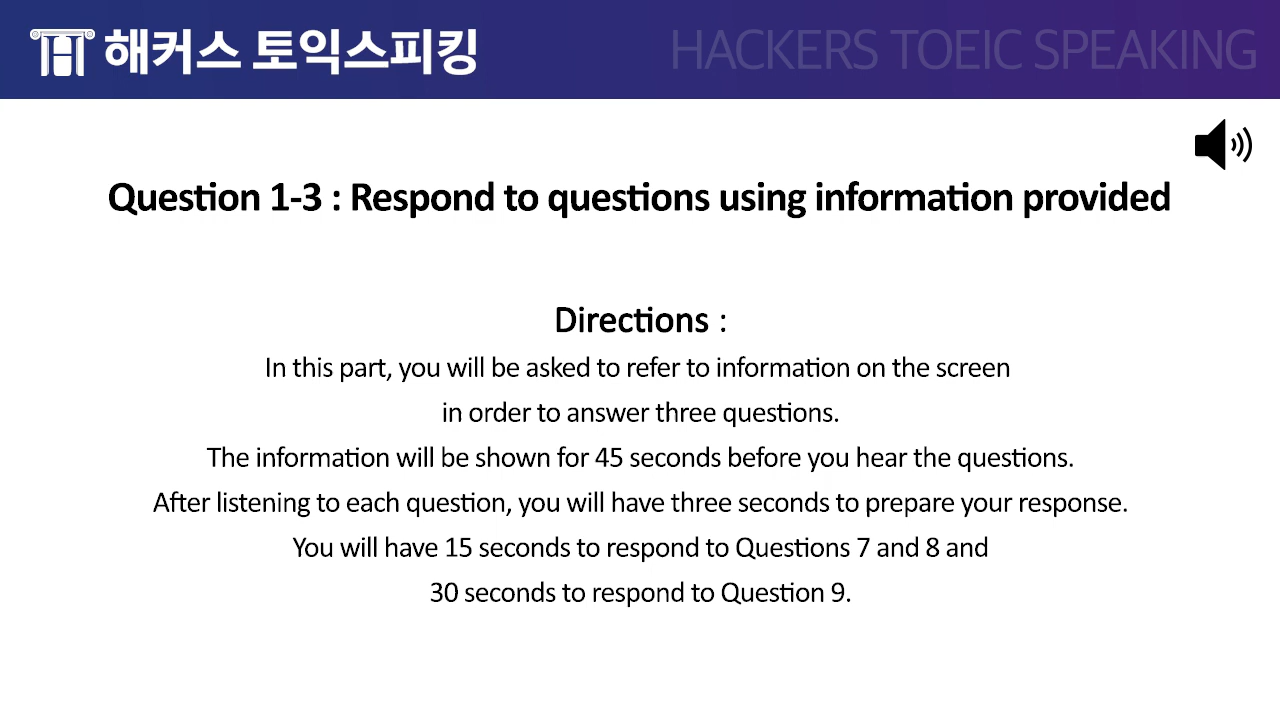 해커스 토익스피킹
HACKERS TOEIC SPEAKING
Question 1-3 : Respond to questions using information provided
Directions :
In this part, you will be asked to refer to information on the screen
in order to answer three questions.
The information will be shown for 45 seconds before you hear the questions.
After listening to each question, you will have three seconds to prepare your response.
You will have 15 seconds to respond to Questions 7 and 8 and
30 seconds to respond to Question 9.